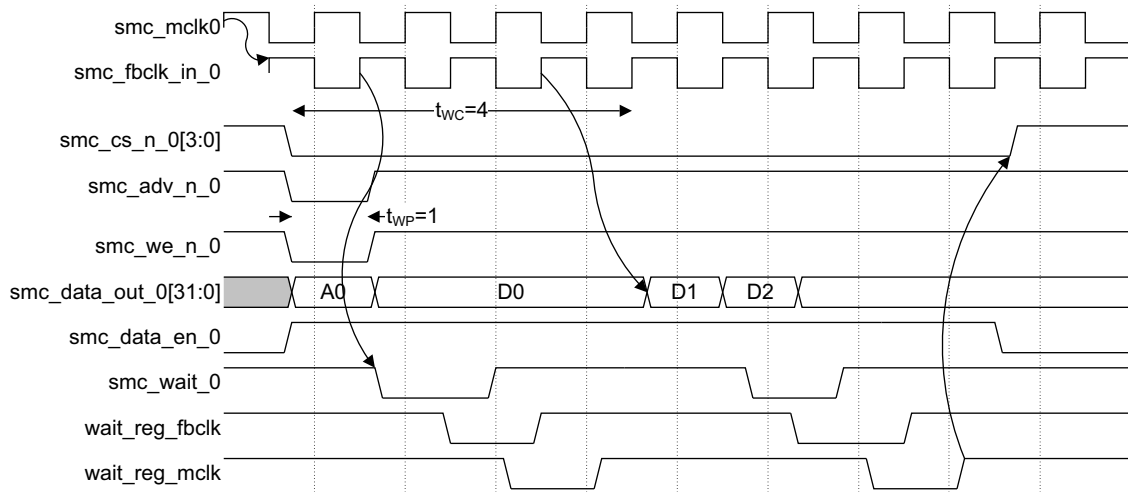 smc_mclk0
smc_fbclk_in_0
tWC=4
smc_cs_n_0[3:0]
smc_adv_n_0
tWP=1
smc_we_n_0
smc_data_out_0[31:0] A0 D0 D1 D2
smc_data_en_0
smc_wait_0
wait_reg_fbclk
wait_reg_mclk